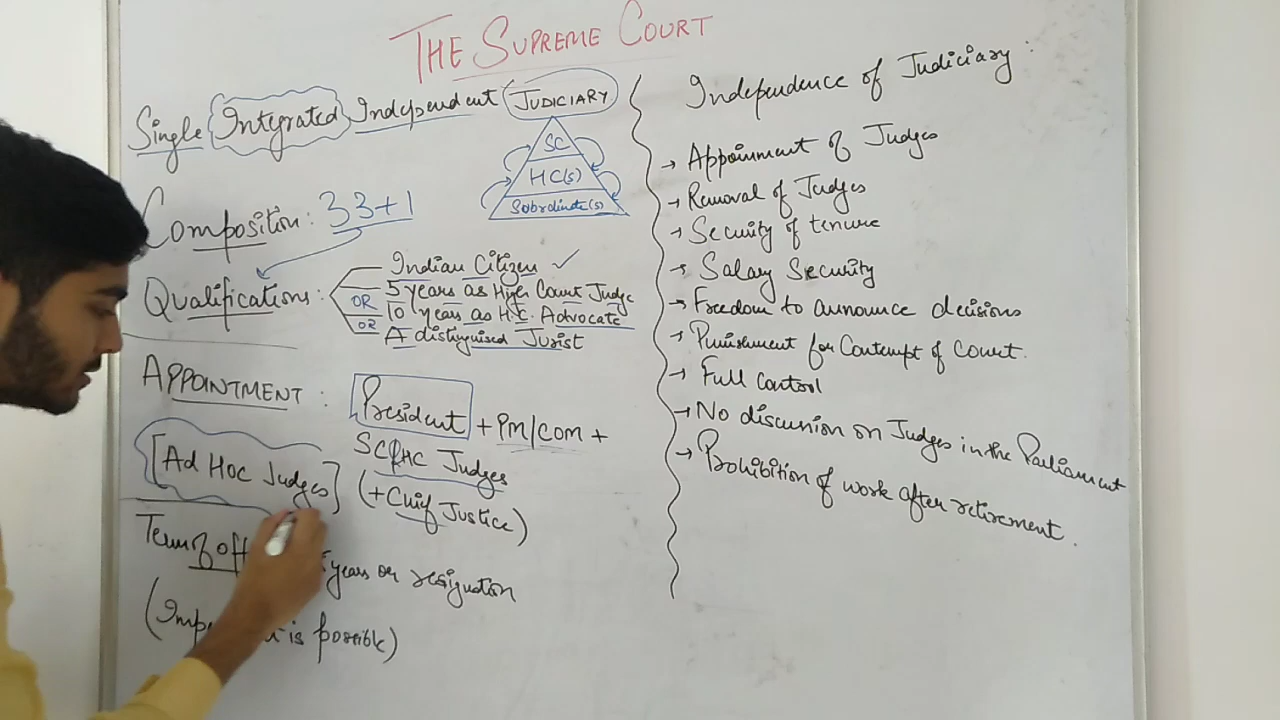 THE SUPREME COURT
Single Integrated Independent JUDICIARY
SC
HC(s)
Subordinate(s)
Composition: 33+1
Qualifications:
Indian Citizen ✓
5 years as High Court Judge
OR
10 years as H.C. Advocate
OR
A distinguised Jurist
APPOINTMENT: President + PM/COM +
SC/HC Judges
(+ Chief Justice)
[Ad Hoc Judges]
Term of
years or resignation
is possible)
Independence of Judiciary:
→ Appoinment of Judges
→ Removal of Judges
→ Security of tenure
→ Salary Security
→ Freedom to announce decisions
→ Punishment for Contempt of Court.
→ Full Control
→ No discussion on Judges in the Parliament
→ Prohibition of work after retirement.